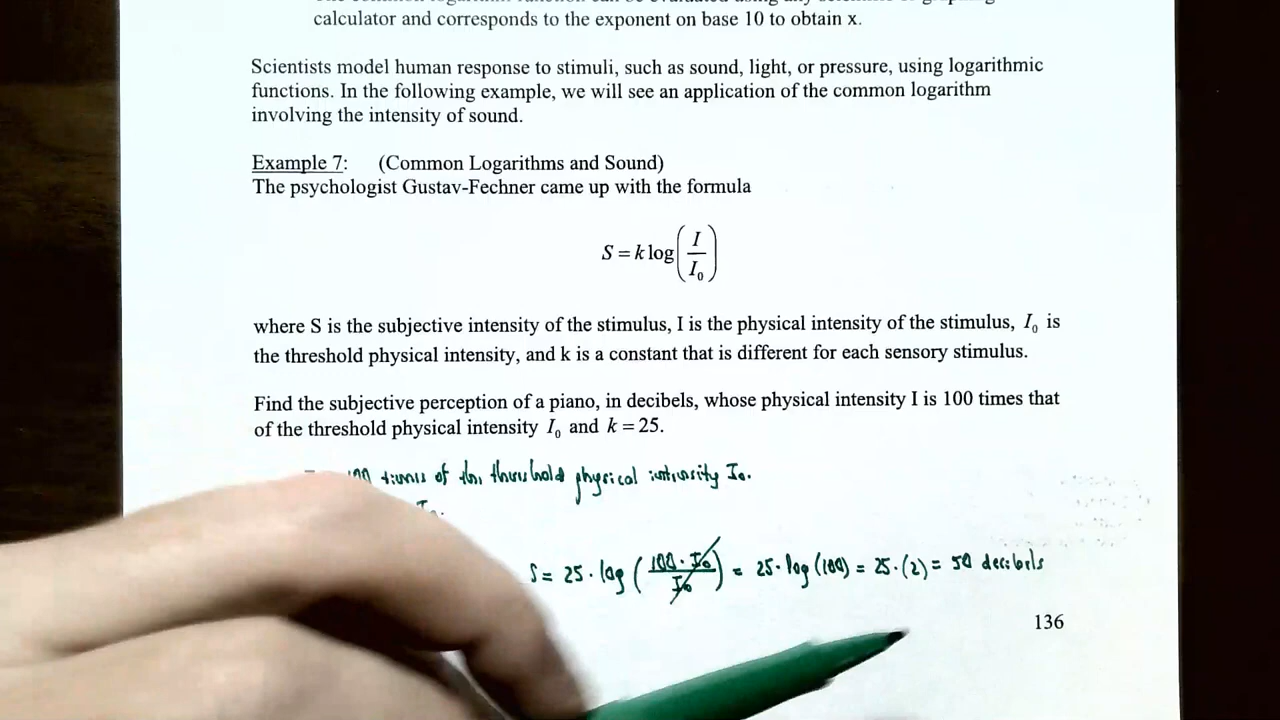 calculator and corresponds to the exponent on base 10 to obtain x.
Scientists model human response to stimuli, such as sound, light, or pressure, using logarithmic
functions. In the following example, we will see an application of the common logarithm
involving the intensity of sound.
Example 7: (Common Logarithms and Sound)
The psychologist Gustav-Fechner came up with the formula
S = k log(I/I₀)
where S is the subjective intensity of the stimulus, I is the physical intensity of the stimulus, I₀ is
the threshold physical intensity, and k is a constant that is different for each sensory stimulus.
Find the subjective perception of a piano, in decibels, whose physical intensity I is 100 times that
of the threshold physical intensity I₀ and k = 25.
100 times of the threshold physical intensity I₀.
I₀.
S = 25 · log(100 · I₀/I₀) = 25 · log(100) = 25 · (2) = 50 decibels
136